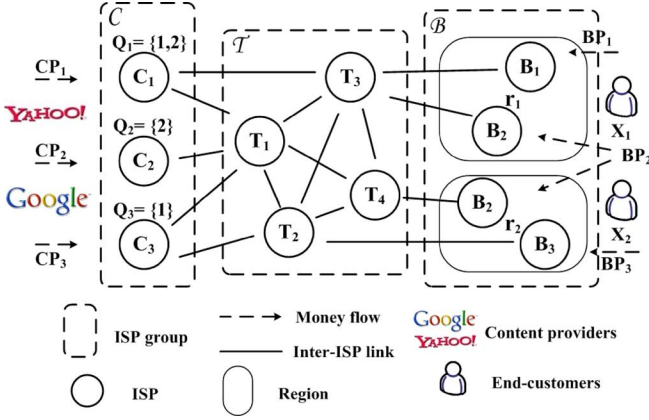 C
T
B
Q1= {1,2}
BP1
CP1
C1
T3
B1
r1
YAHOO!
B2
X1
Q2= {2}
T1
CP2
C2
BP2
Google
Q3= {1}
T4
B2
r2
X2
CP3
C3
T2
B3
BP3
ISP group
Money flow
Google
YAHOO!
Content providers
Inter-ISP link
ISP
Region
End-customers